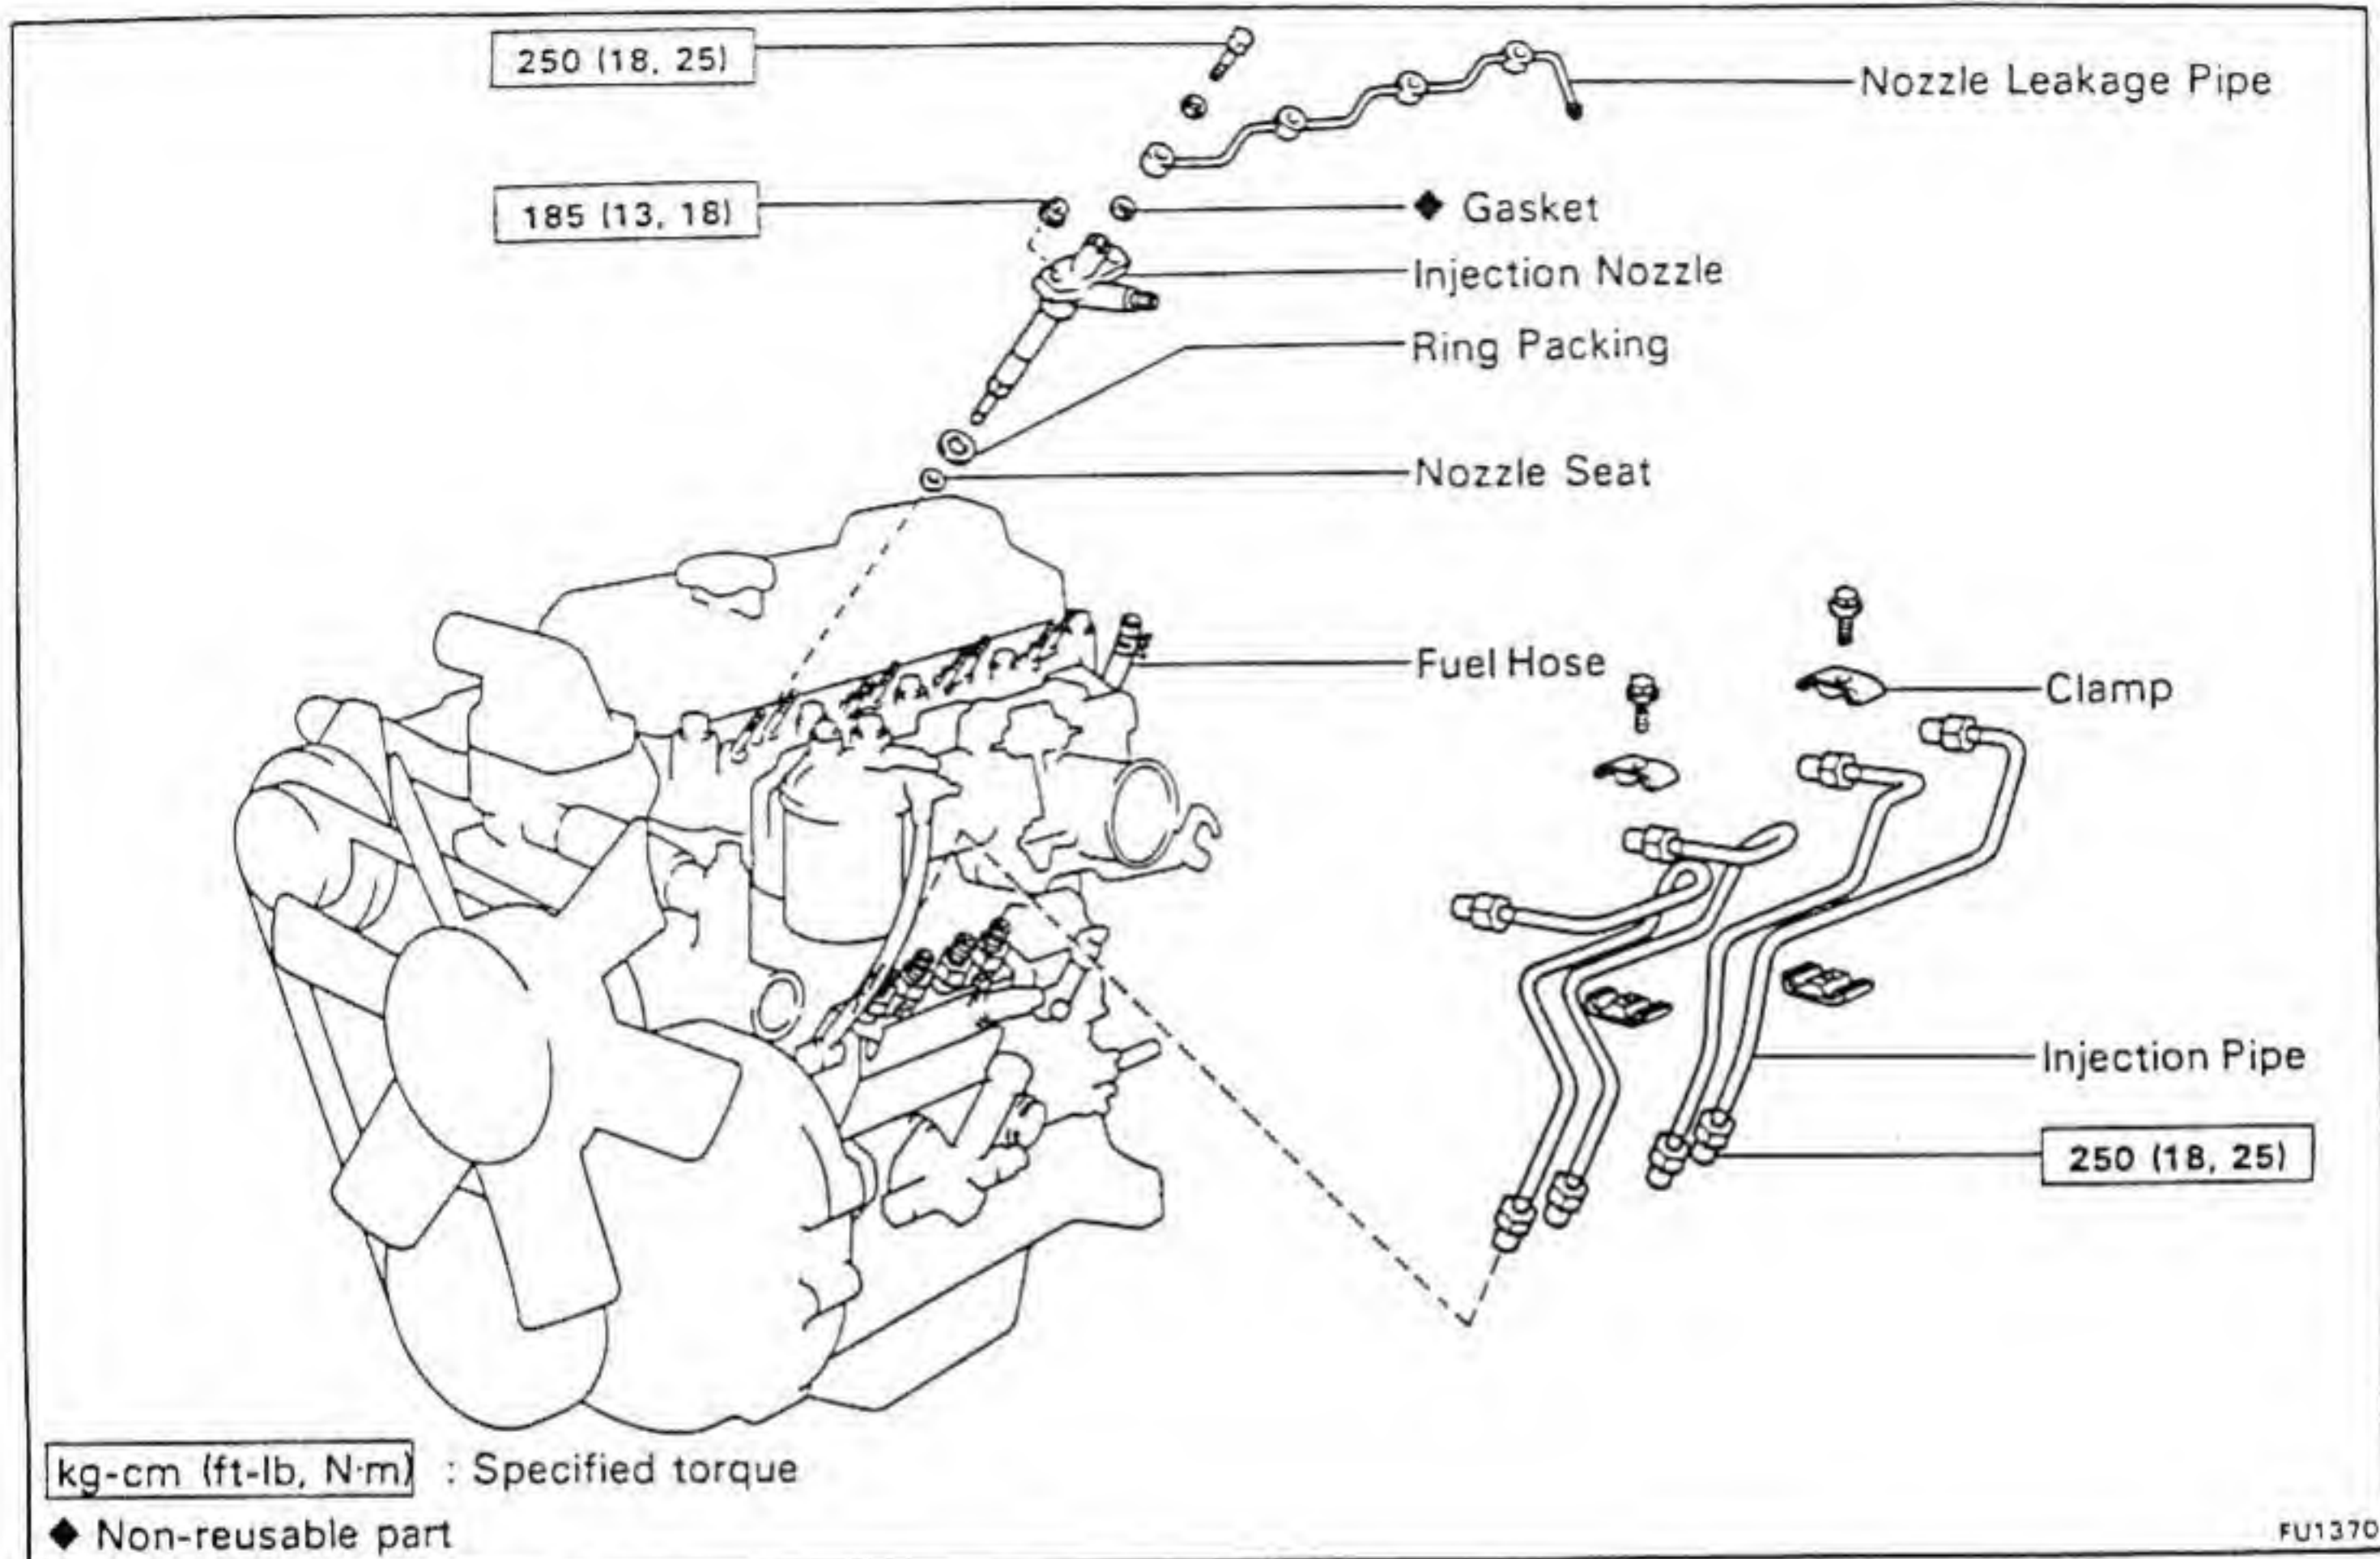 250 (18, 25)
Nozzle Leakage Pipe
185 (13, 18)
◆ Gasket
Injection Nozzle
Ring Packing
Nozzle Seat
Fuel Hose
Clamp
Injection Pipe
250 (18, 25)
kg-cm (ft-lb, N·m) : Specified torque
◆ Non-reusable part
FU1370